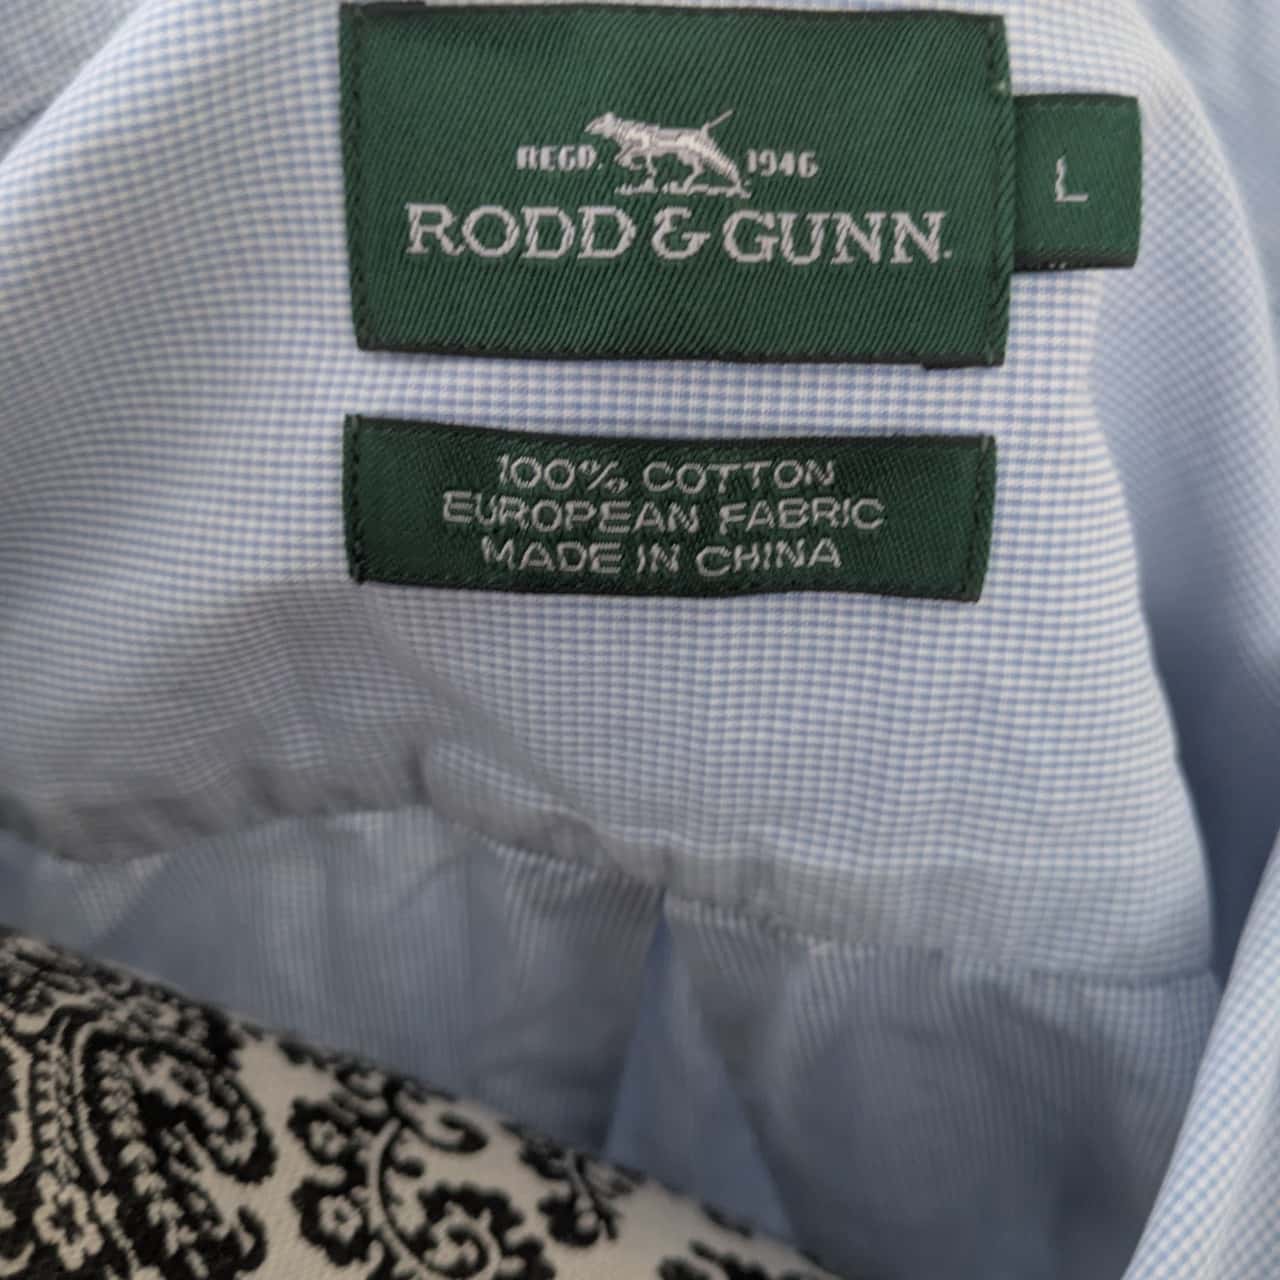 REGD. 1946
RODD & GUNN.
L
100% COTTON
EUROPEAN FABRIC
MADE IN CHINA